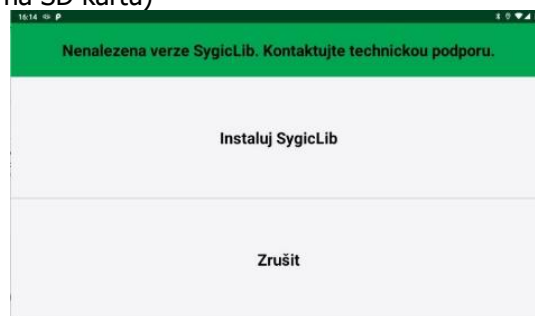 na SD kartu)
16:14
Nenalezena verze SygicLib. Kontaktujte technickou podporu.
Instaluj SygicLib
Zrušit